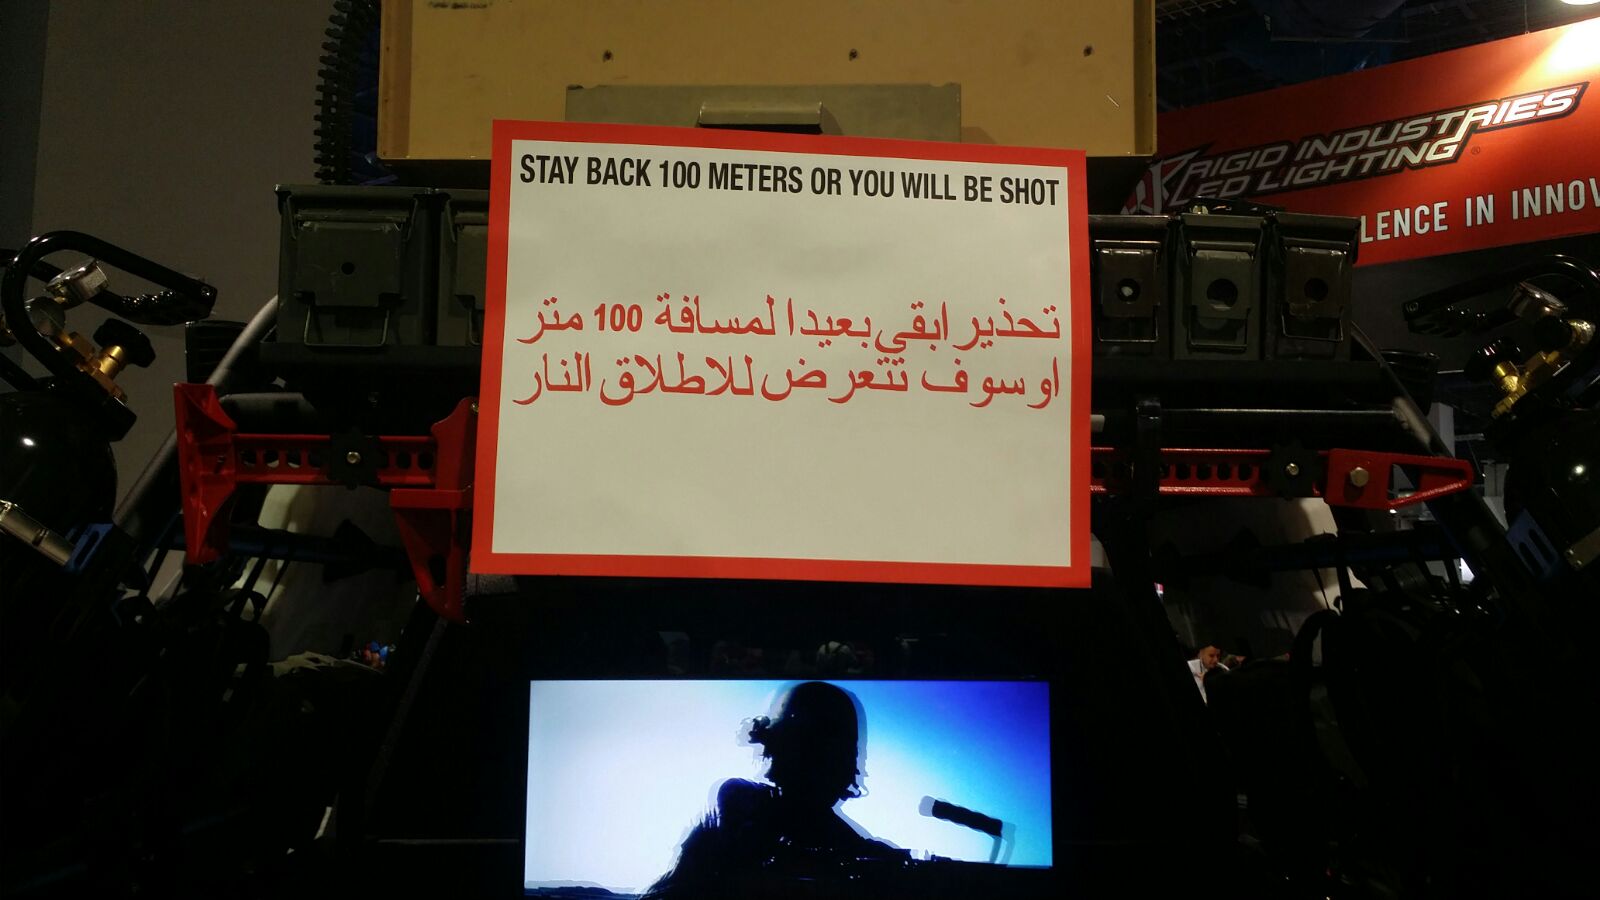 STAY BACK 100 METERS OR YOU WILL BE SHOT
تحذير ابقي بعيدا لمسافة 100 متر
او سوف تتعرض للاطلاق النار
RIGID INDUSTRIES
LED LIGHTING
LENCE IN INNOV